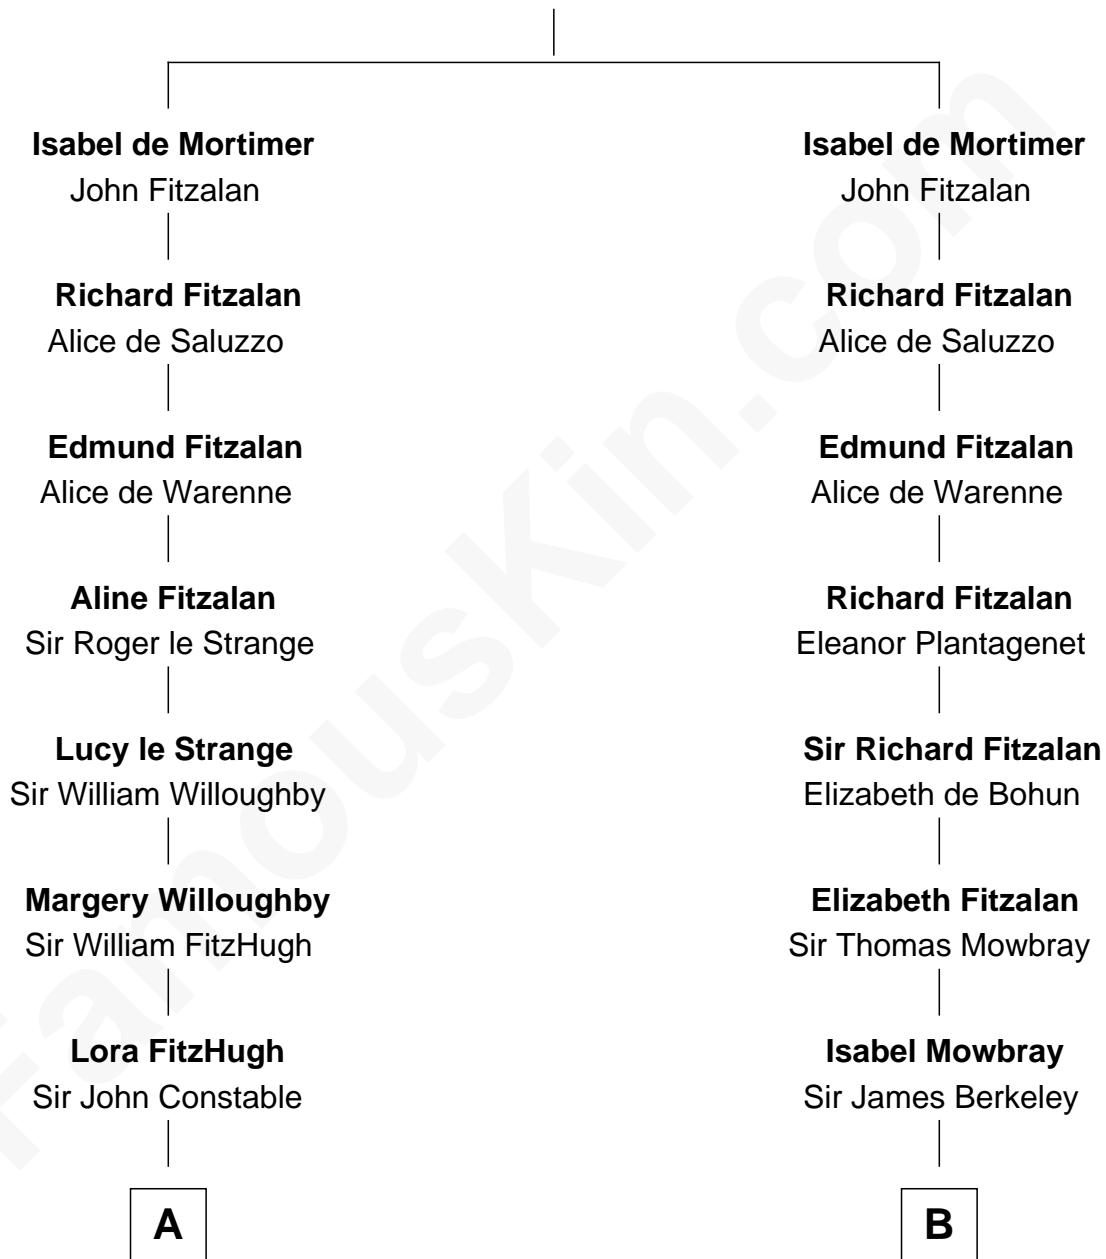 Isabel de Mortimer
John Fitzalan
Richard Fitzalan
Alice de Saluzzo
Edmund Fitzalan
Alice de Warenne
Aline Fitzalan
Sir Roger le Strange
Lucy le Strange
Sir William Willoughby
Margery Willoughby
Sir William FitzHugh
Lora FitzHugh
Sir John Constable
A
Isabel de Mortimer
John Fitzalan
Richard Fitzalan
Alice de Saluzzo
Edmund Fitzalan
Alice de Warenne
Richard Fitzalan
Eleanor Plantagenet
Sir Richard Fitzalan
Elizabeth de Bohun
Elizabeth Fitzalan
Sir Thomas Mowbray
Isabel Mowbray
Sir James Berkeley
B
FamousKin.com